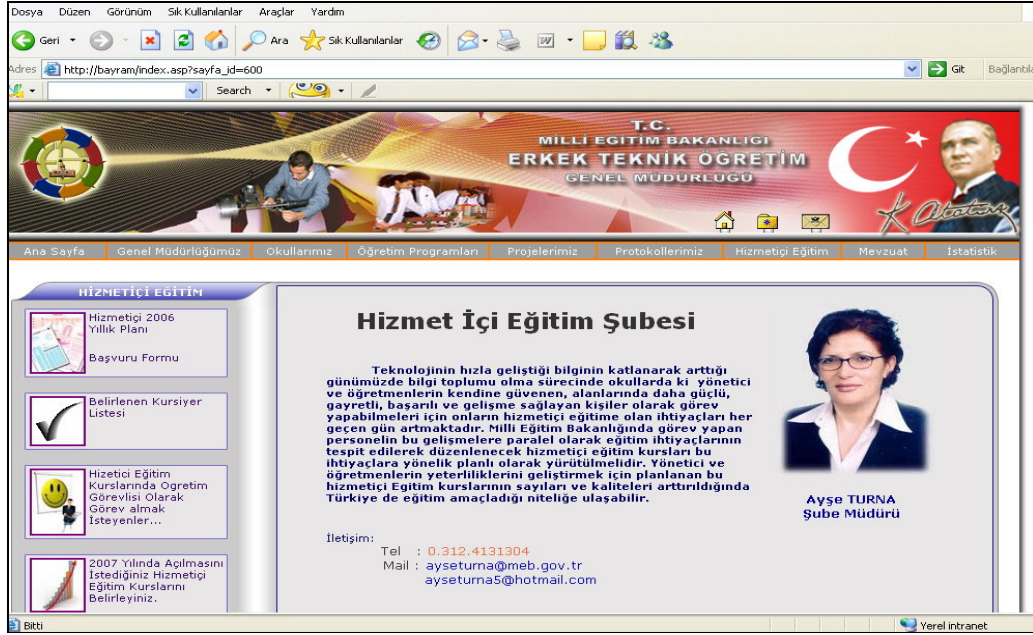 Dosya Düzen Görünüm Sık Kullanılanlar Araçlar Yardım
Geri Ara Sık Kullanılanlar
Adres http://bayram/index.asp?sayfa_id=600 Git Bağlantıla
Search
T.C.
MİLLİ EGİTİM BAKANLIGI
ERKEK TEKNİK ÖĞRETİM
GENEL MÜDÜRLÜĞÜ
K. Atatürk
Ana Sayfa Genel Müdürlüğümüz Okullarımız Öğretim Programları Projelerimiz Protokollerimiz Hizmetiçi Eğitim Mevzuat İstatistik
HİZMETİÇİ EĞİTİM
Hizmetiçi 2006
Yıllık Planı
Başvuru Formu
Belirlenen Kursiyer
Listesi
Hizetici Eğitim
Kurslarında Ogretim
Görevlisi Olarak
Görev almak
İsteyenler...
2007 Yılında Açılmasını
İstediğiniz Hizmetiçi
Eğitim Kurslarını
Belirleyiniz.
Hizmet İçi Eğitim Şubesi
Teknolojinin hızla geliştiği bilginin katlanarak arttığı
günümüzde bilgi toplumu olma sürecinde okullarda ki yönetici
ve öğretmenlerin kendine güvenen, alanlarında daha güçlü,
gayretli, başarılı ve gelişme sağlayan kişiler olarak görev
yapabilmeleri için onların hizmetiçi eğitime olan ihtiyaçları her
geçen gün artmaktadır. Milli Eğitim Bakanlığında görev yapan
personelin bu gelişmelere paralel olarak eğitim ihtiyaçlarının
tespit edilerek düzenlenecek hizmetiçi eğitim kursları bu
ihtiyaçlara yönelik planlı olarak yürütülmelidir. Yönetici ve
öğretmenlerin yeterliliklerini geliştirmek için planlanan bu
hizmetiçi Egitim kurslarının sayıları ve kaliteleri arttırıldığında
Türkiye de eğitim amaçladığı niteliğe ulaşabilir.
Ayşe TURNA
Şube Müdürü
İletişim:
Tel : 0.312.4131304
Mail : ayseturna@meb.gov.tr
ayseturna5@hotmail.com
Bitti Yerel intranet